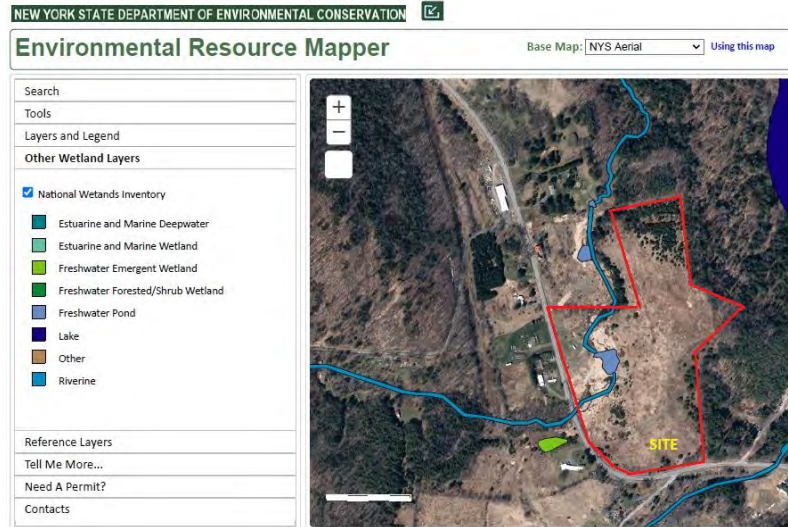 NEW YORK STATE DEPARTMENT OF ENVIRONMENTAL CONSERVATION
Environmental Resource Mapper
Base Map: NYS Aerial Using this map
Search
Tools
Layers and Legend
Other Wetland Layers
National Wetands Inventory
Estuarine and Marine Deepwater
Estuarine and Marine Wetland
Freshwater Emergent Wetland
Freshwater Forested/Shrub Wetland
Freshwater Pond
Lake
Other
Riverine
Reference Layers
Tell Me More...
Need A Permit?
Contacts
+
−
SITE